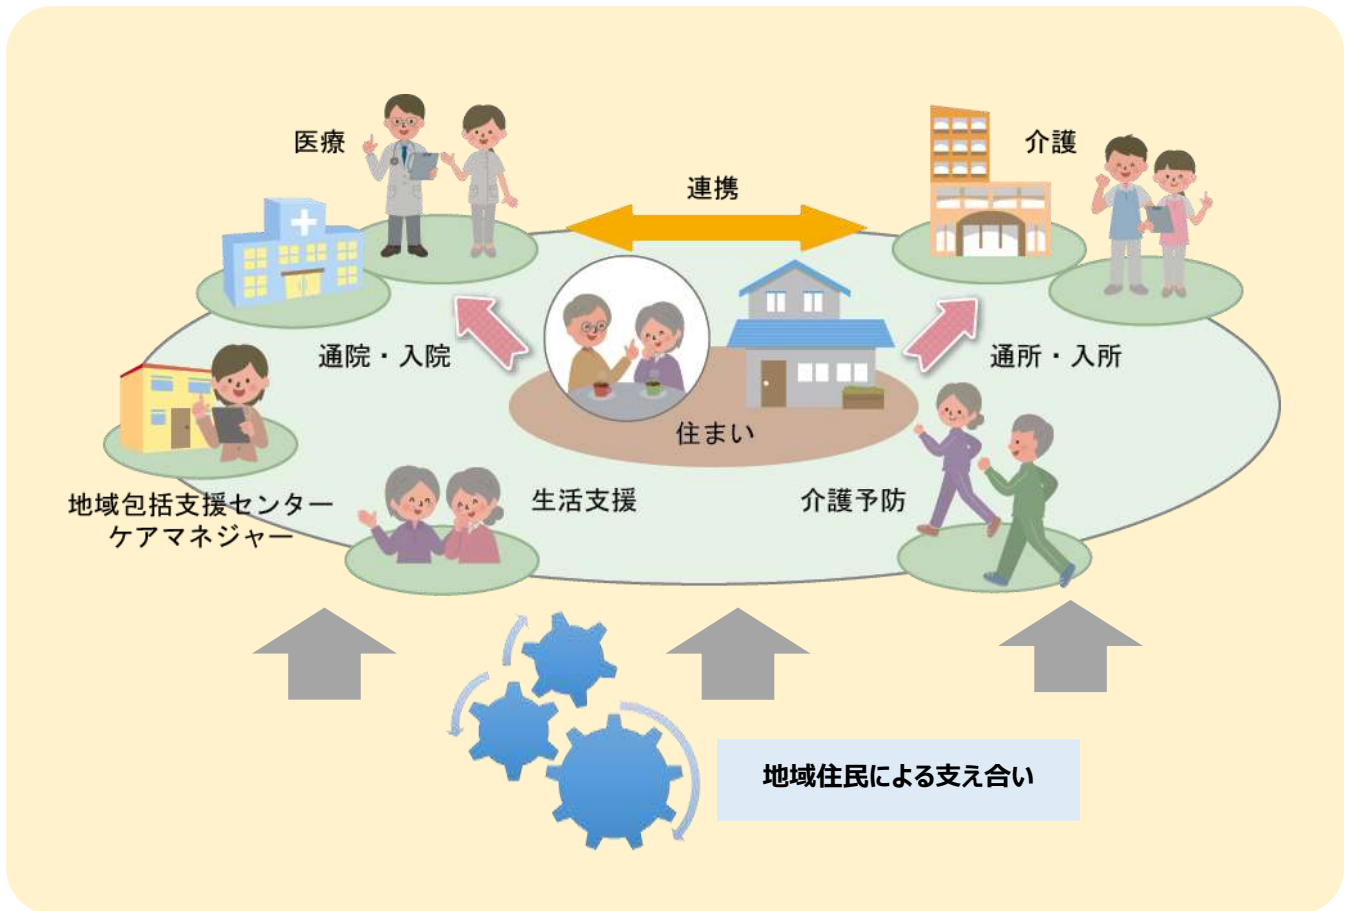 医療
介護
連携
通院・入院
通所・入所
住まい
地域包括支援センター
ケアマネジャー
生活支援
介護予防
地域住民による支え合い